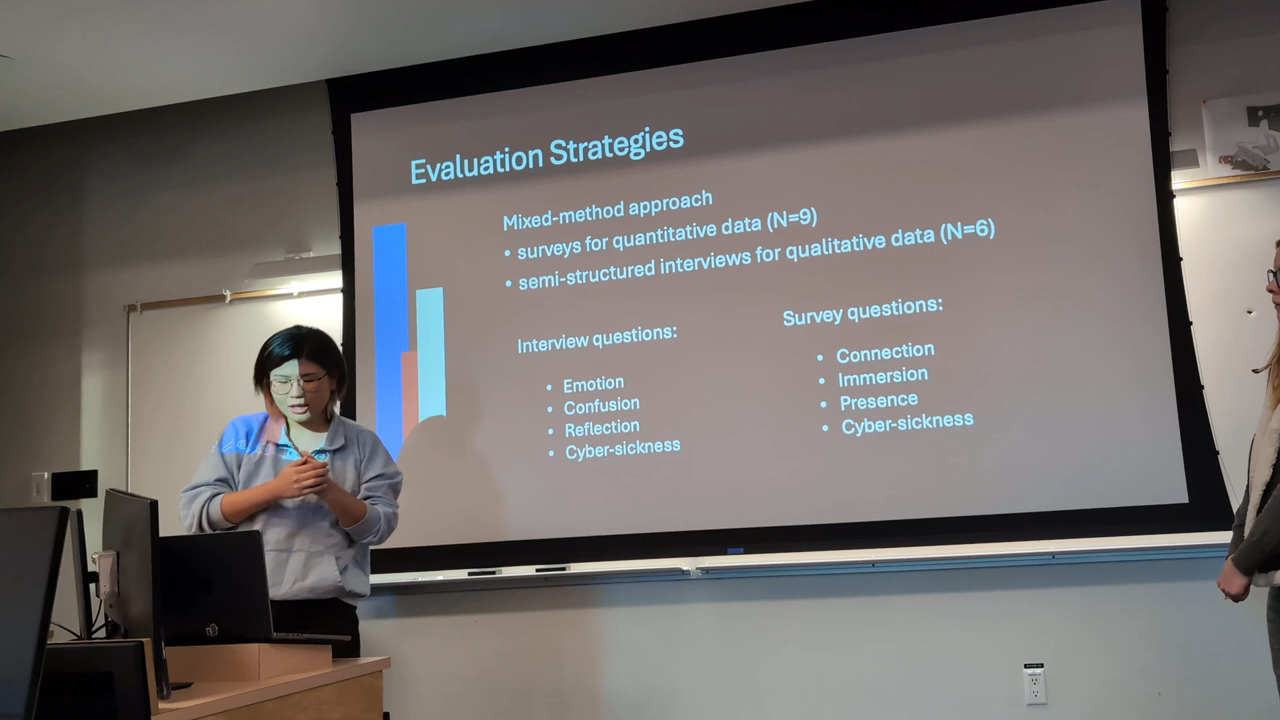 Evaluation Strategies
Mixed-method approach
• surveys for quantitative data (N=9)
• semi-structured interviews for qualitative data (N=6)
Interview questions:
• Emotion
• Confusion
• Reflection
• Cyber-sickness
Survey questions:
• Connection
• Immersion
• Presence
• Cyber-sickness